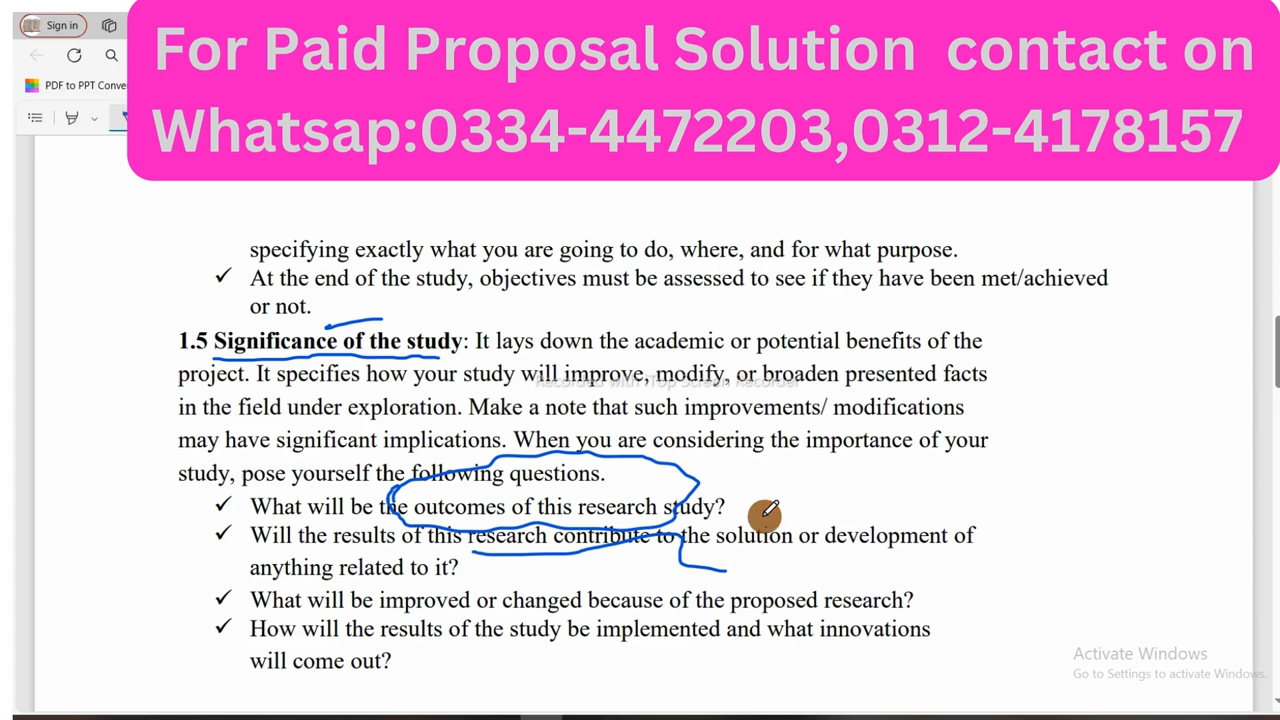 Sign in
For Paid Proposal Solution contact on
Whatsap:0334-4472203,0312-4178157
PDF to PPT Conve
specifying exactly what you are going to do, where, and for what purpose.
✓ At the end of the study, objectives must be assessed to see if they have been met/achieved
or not.
1.5 Significance of the study: It lays down the academic or potential benefits of the
project. It specifies how your study will improve, modify, or broaden presented facts
Recorded with iTop Screen Recorder
in the field under exploration. Make a note that such improvements/ modifications
may have significant implications. When you are considering the importance of your
study, pose yourself the following questions.
✓ What will be the outcomes of this research study?
✓ Will the results of this research contribute to the solution or development of
anything related to it?
✓ What will be improved or changed because of the proposed research?
✓ How will the results of the study be implemented and what innovations
will come out?
Activate Windows
Go to Settings to activate Windows.